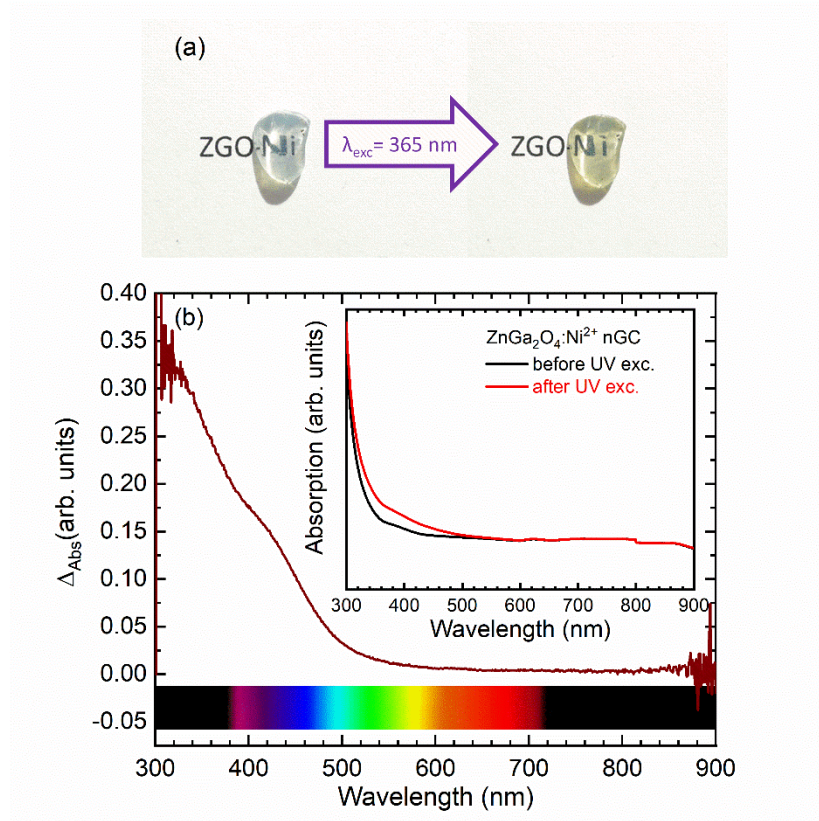 (a)
ZGO-Ni
λexc= 365 nm
ZGO-Ni
(b)
0.40
0.35
0.30
0.25
0.20
0.15
0.10
0.05
0.00
-0.05
ΔAbs(arb. units)
300 400 500 600 700 800 900
Wavelength (nm)
ZnGa2O4:Ni2+ nGC
before UV exc.
after UV exc.
Absorption (arb. units)
300 400 500 600 700 800 900
Wavelength (nm)